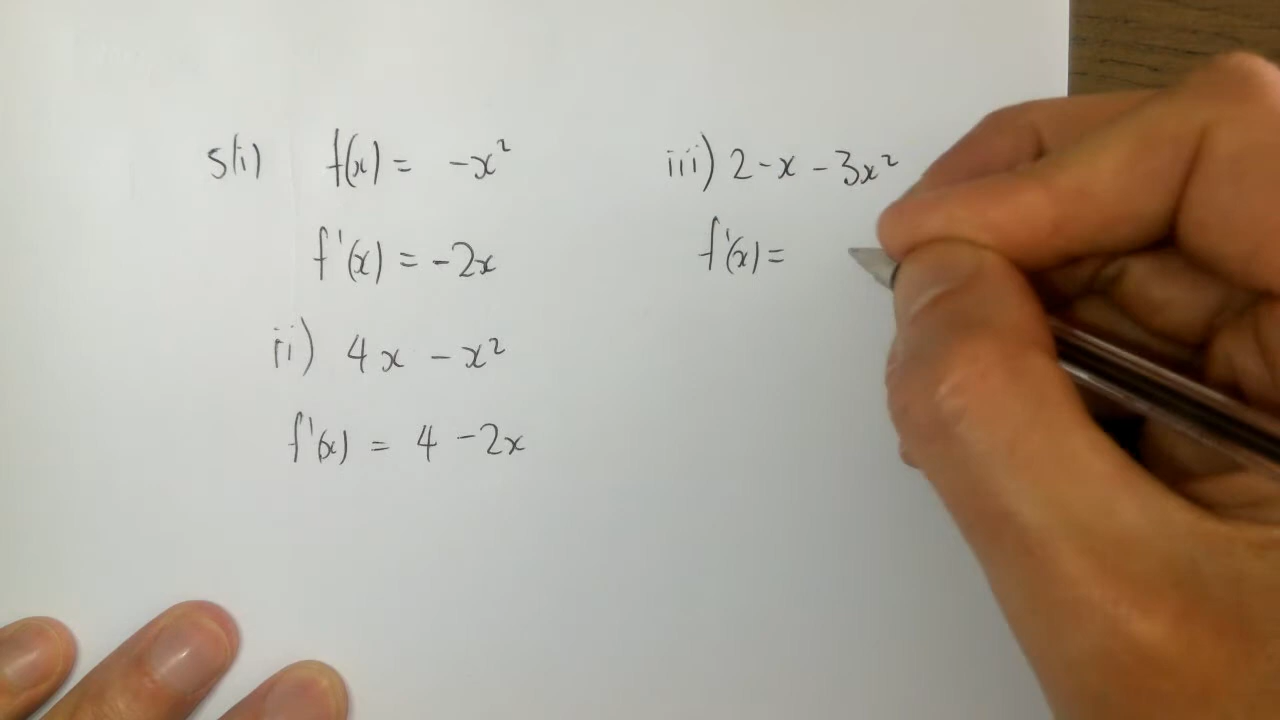 5(i) f(x) = -x²
f'(x) = -2x
ii) 4x - x²
f'(x) = 4 - 2x
iii) 2 - x - 3x²
f'(x) =